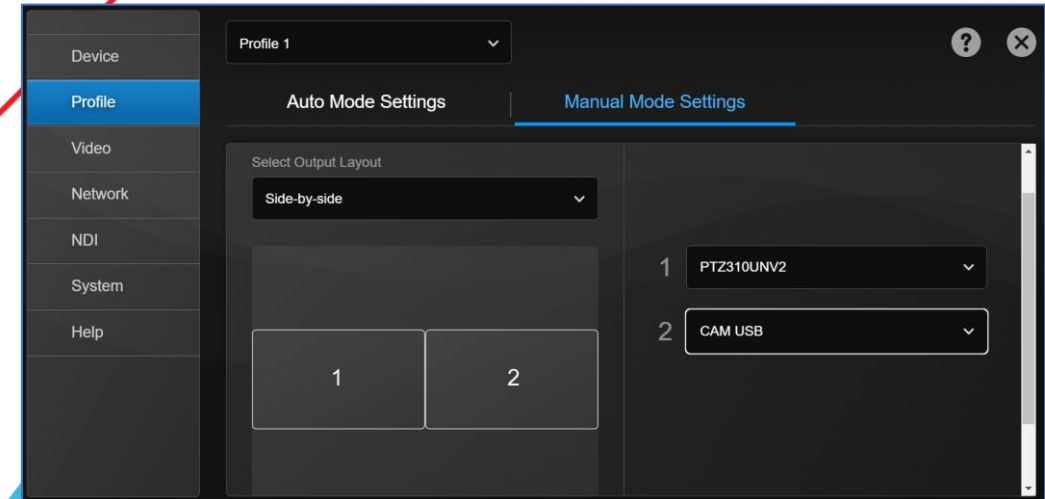 Device
Profile
Video
Network
NDI
System
Help
Profile 1
?
Auto Mode Settings
Manual Mode Settings
Select Output Layout
Side-by-side
1
2
1 PTZ310UNV2
2 CAM USB